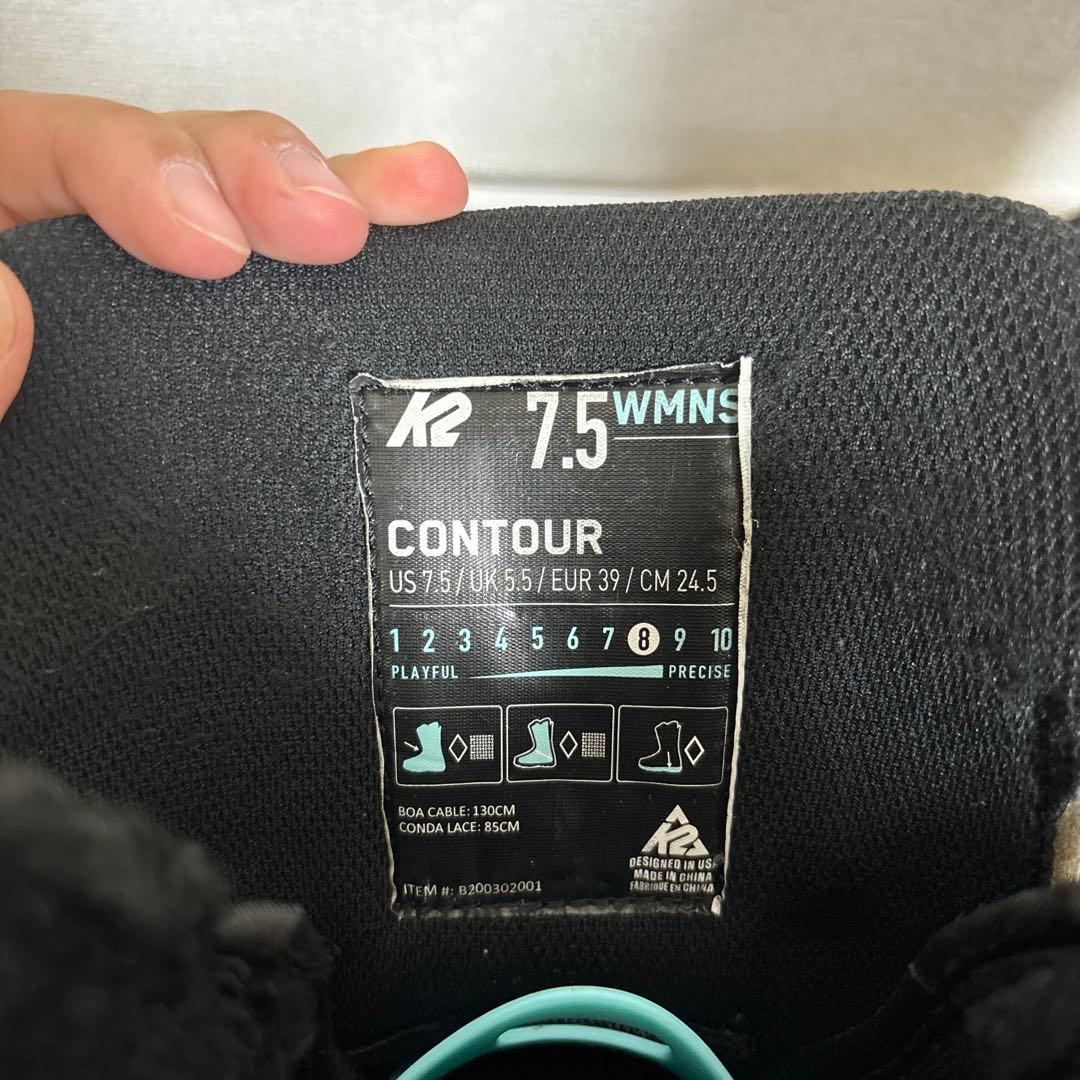 K2 7.5 WMNS
CONTOUR
US 7.5 / UK 5.5 / EUR 39 / CM 24.5
1 2 3 4 5 6 7 8 9 10
PLAYFUL PRECISE
BOA CABLE: 130CM
CONDA LACE: 85CM
K2
DESIGNED IN USA
MADE IN CHINA
FABRIQUE EN CHINA
ITEM #: B200302001